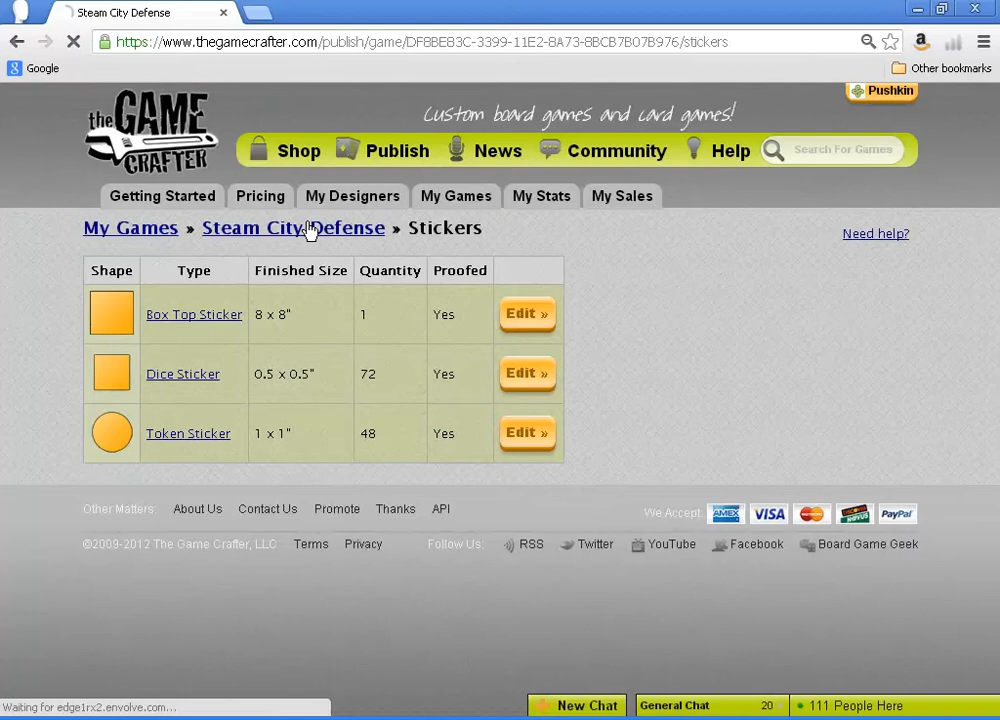 Steam City Defense
https://www.thegamecrafter.com/publish/game/DF8BE83C-3399-11E2-8A73-8BCB7B07B976/stickers
Google
Other bookmarks
Pushkin
the GAME CRAFTER
Custom board games and card games!
Shop Publish News Community Help Search For Games
Getting Started Pricing My Designers My Games My Stats My Sales
My Games » Steam City Defense » Stickers
Need help?
Shape Type Finished Size Quantity Proofed
Box Top Sticker 8 x 8" 1 Yes Edit »
Dice Sticker 0.5 x 0.5" 72 Yes Edit »
Token Sticker 1 x 1" 48 Yes Edit »
Other Matters: About Us Contact Us Promote Thanks API
We Accept: AMEX VISA MasterCard DISCOVER NOVUS PayPal
©2009-2012 The Game Crafter, LLC Terms Privacy Follow Us: RSS Twitter YouTube Facebook Board Game Geek
Waiting for edge1rx2.envolve.com...
New Chat General Chat 20 111 People Here